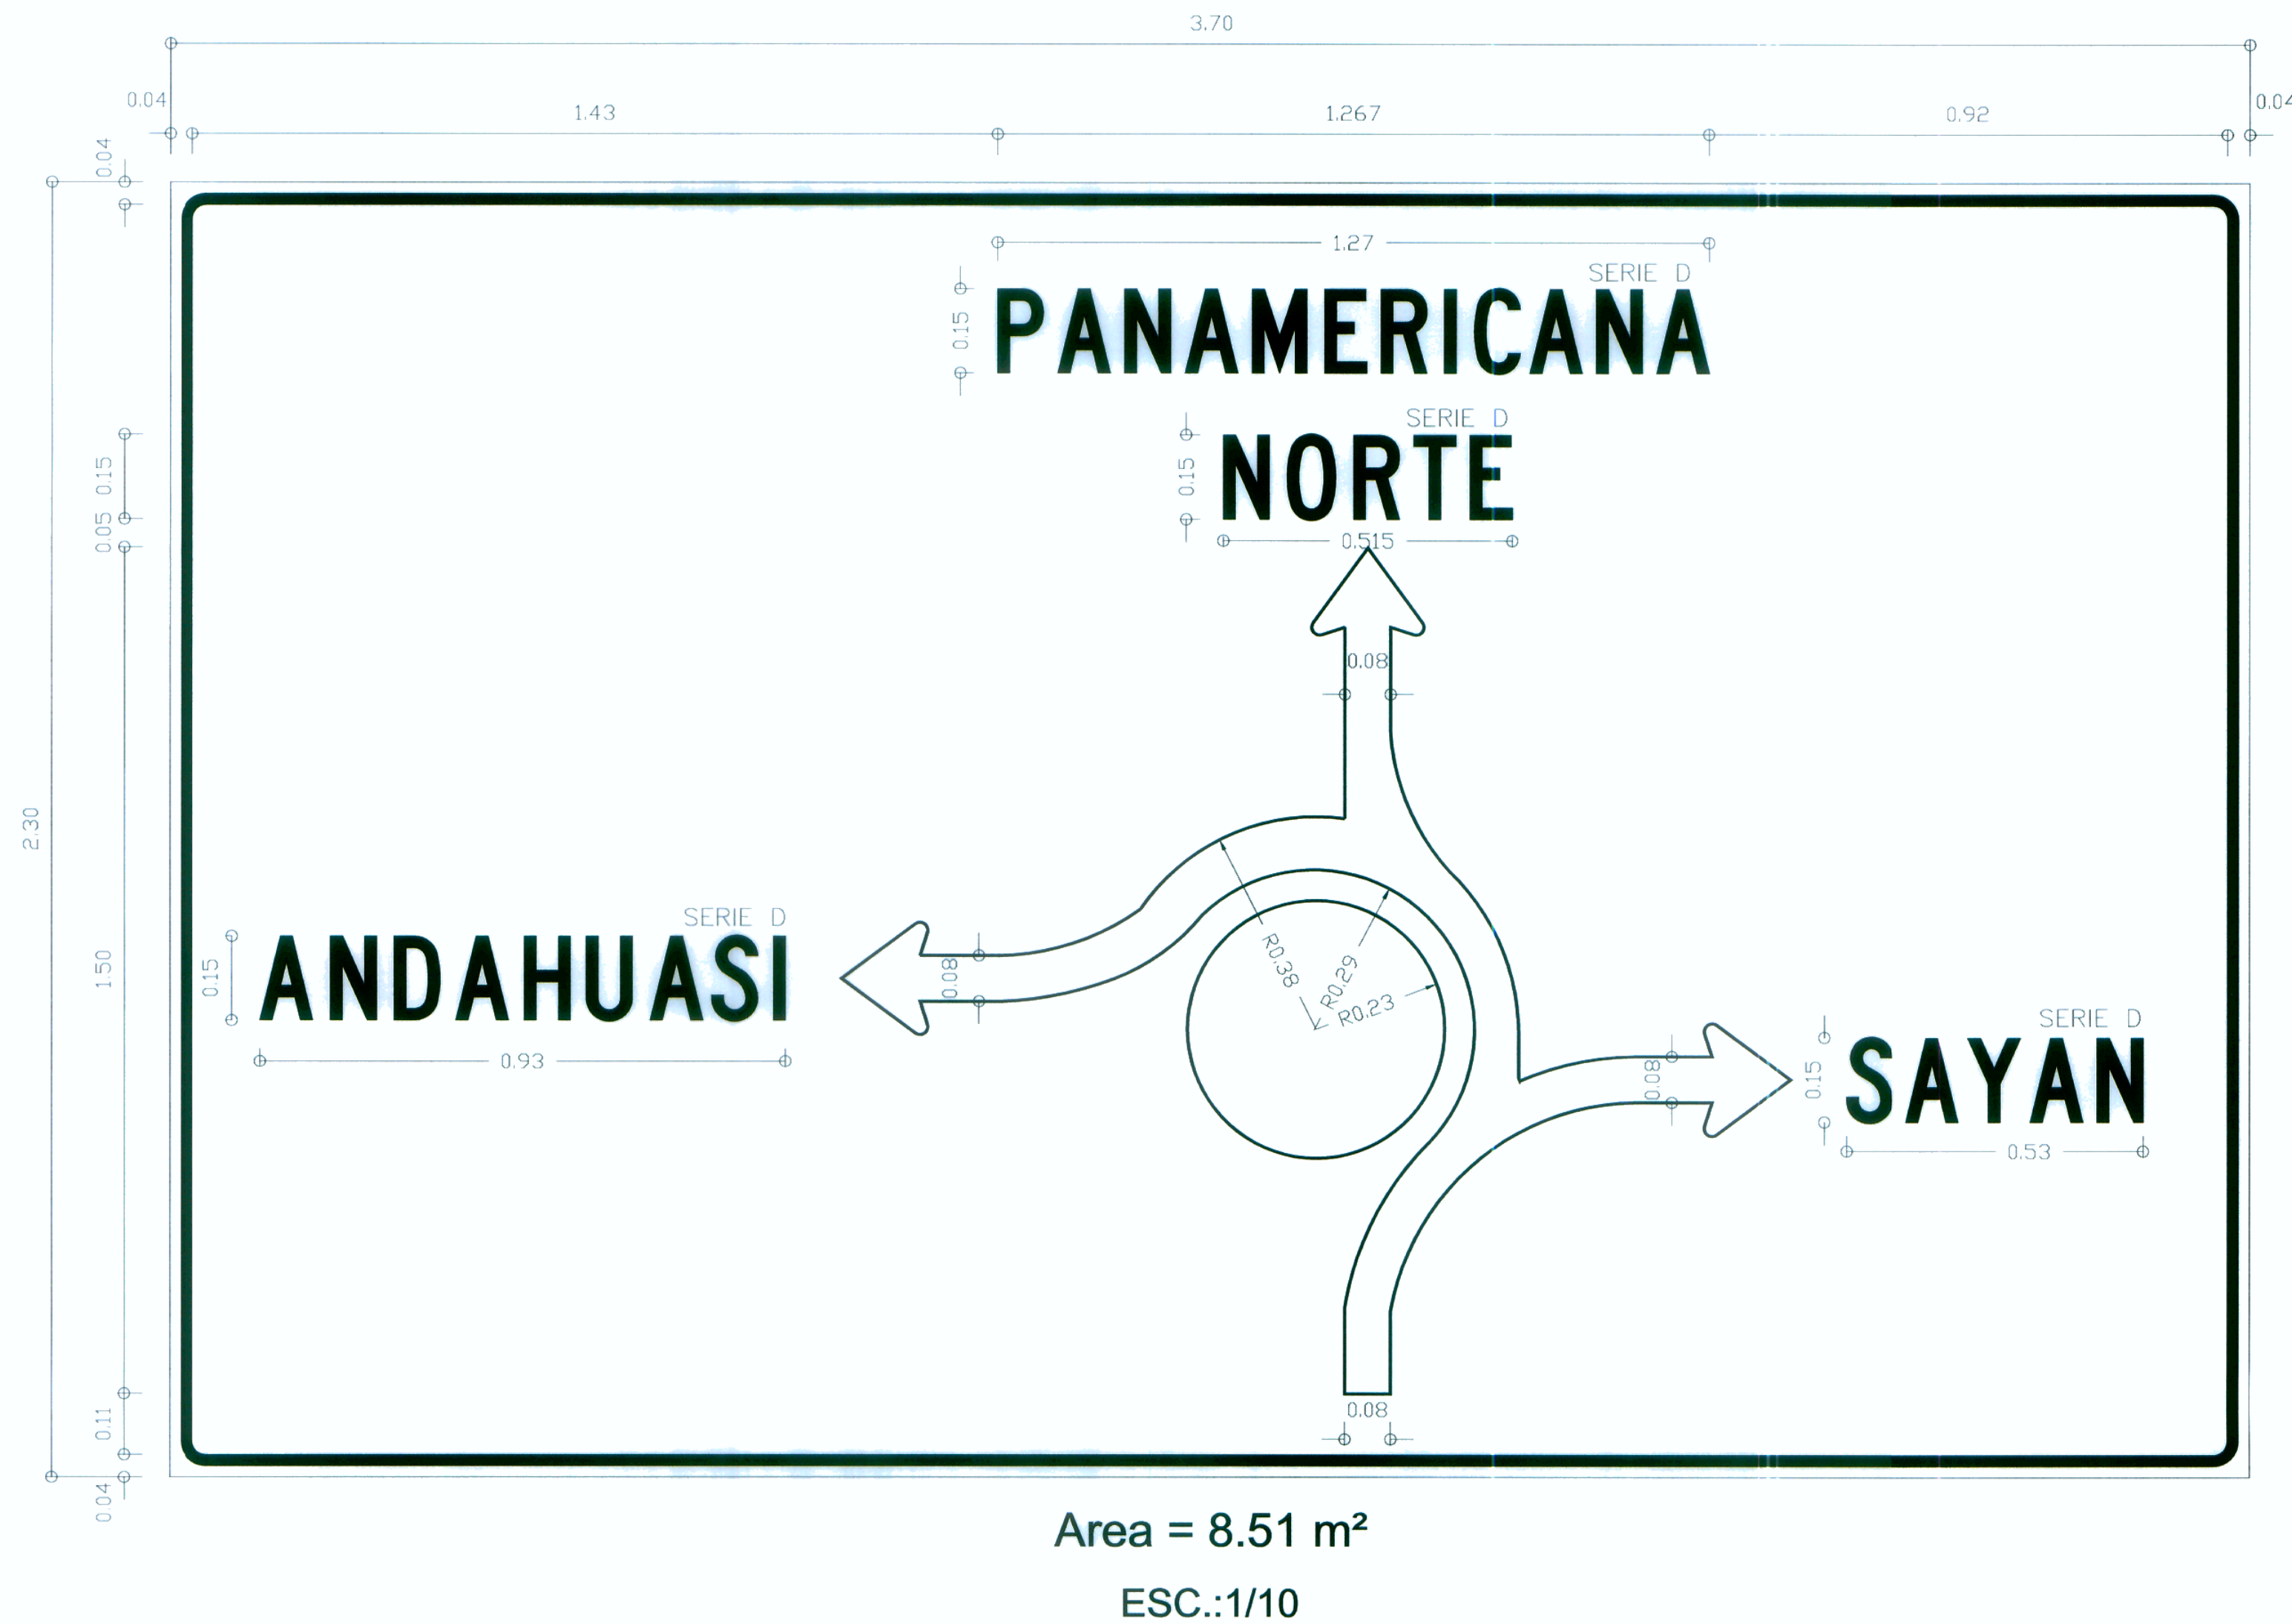 3.70
0.04
1.43
1.267
0.92
0.04
0.04
1.27
SERIE D
0.15
PANAMERICANA
SERIE D
0.15
NORTE
0.15
0.05
0.515
0.08
2.30
1.50
SERIE D
0.15
ANDAHUASI
0.93
0.08
R0.38
R0.29
R0.23
SERIE D
0.08
0.15
SAYAN
0.53
0.11
0.08
0.04
Area = 8.51 m²
ESC.:1/10